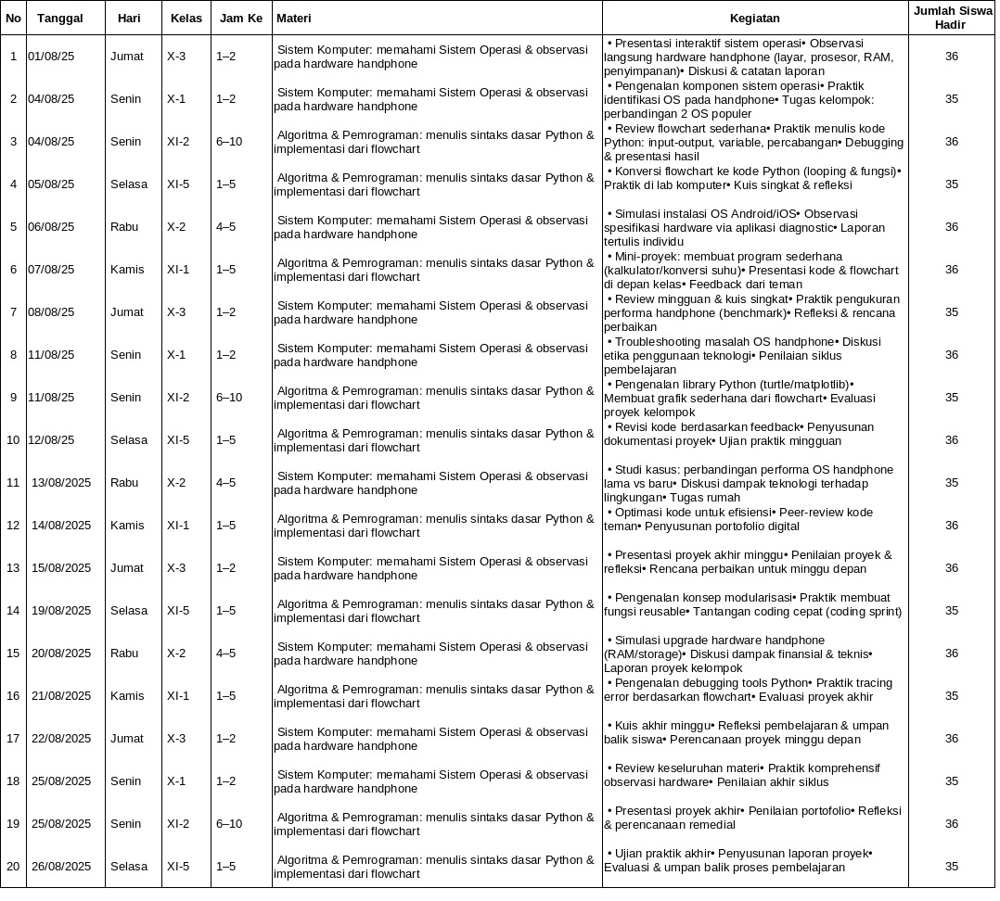 No Tanggal Hari Kelas Jam Ke Materi Kegiatan Jumlah Siswa
Hadir
1 01/08/25 Jumat X-3 1–2 Sistem Komputer: memahami Sistem Operasi & observasi
pada hardware handphone
• Presentasi interaktif sistem operasi• Observasi
langsung hardware handphone (layar, prosesor, RAM,
penyimpanan)• Diskusi & catatan laporan
36
2 04/08/25 Senin X-1 1–2 Sistem Komputer: memahami Sistem Operasi & observasi
pada hardware handphone
• Pengenalan komponen sistem operasi• Praktik
identifikasi OS pada handphone• Tugas kelompok:
perbandingan 2 OS populer
35
3 04/08/25 Senin XI-2 6–10 Algoritma & Pemrograman: menulis sintaks dasar Python &
implementasi dari flowchart
• Review flowchart sederhana• Praktik menulis kode
Python: input-output, variable, percabangan• Debugging
& presentasi hasil
36
4 05/08/25 Selasa XI-5 1–5 Algoritma & Pemrograman: menulis sintaks dasar Python &
implementasi dari flowchart
• Konversi flowchart ke kode Python (looping & fungsi)•
Praktik di lab komputer• Kuis singkat & refleksi
35
5 06/08/25 Rabu X-2 4–5 Sistem Komputer: memahami Sistem Operasi & observasi
pada hardware handphone
• Simulasi instalasi OS Android/iOS• Observasi
spesifikasi hardware via aplikasi diagnostic• Laporan
tertulis individu
36
6 07/08/25 Kamis XI-1 1–5 Algoritma & Pemrograman: menulis sintaks dasar Python &
implementasi dari flowchart
• Mini-proyek: membuat program sederhana
(kalkulator/konversi suhu)• Presentasi kode & flowchart
di depan kelas• Feedback dari teman
36
7 08/08/25 Jumat X-3 1–2 Sistem Komputer: memahami Sistem Operasi & observasi
pada hardware handphone
• Review mingguan & kuis singkat• Praktik pengukuran
performa handphone (benchmark)• Refleksi & rencana
perbaikan
35
8 11/08/25 Senin X-1 1–2 Sistem Komputer: memahami Sistem Operasi & observasi
pada hardware handphone
• Troubleshooting masalah OS handphone• Diskusi
etika penggunaan teknologi• Penilaian siklus
pembelajaran
36
9 11/08/25 Senin XI-2 6–10 Algoritma & Pemrograman: menulis sintaks dasar Python &
implementasi dari flowchart
• Pengenalan library Python (turtle/matplotlib)•
Membuat grafik sederhana dari flowchart• Evaluasi
proyek kelompok
35
10 12/08/25 Selasa XI-5 1–5 Algoritma & Pemrograman: menulis sintaks dasar Python &
implementasi dari flowchart
• Revisi kode berdasarkan feedback• Penyusunan
dokumentasi proyek• Ujian praktik mingguan
36
11 13/08/2025 Rabu X-2 4–5 Sistem Komputer: memahami Sistem Operasi & observasi
pada hardware handphone
• Studi kasus: perbandingan performa OS handphone
lama vs baru• Diskusi dampak teknologi terhadap
lingkungan• Tugas rumah
35
12 14/08/2025 Kamis XI-1 1–5 Algoritma & Pemrograman: menulis sintaks dasar Python &
implementasi dari flowchart
• Optimasi kode untuk efisiensi• Peer-review kode
teman• Penyusunan portofolio digital
36
13 15/08/2025 Jumat X-3 1–2 Sistem Komputer: memahami Sistem Operasi & observasi
pada hardware handphone
• Presentasi proyek akhir minggu• Penilaian proyek &
refleksi• Rencana perbaikan untuk minggu depan
36
14 19/08/2025 Selasa XI-5 1–5 Algoritma & Pemrograman: menulis sintaks dasar Python &
implementasi dari flowchart
• Pengenalan konsep modularisasi• Praktik membuat
fungsi reusable• Tantangan coding cepat (coding sprint)
35
15 20/08/2025 Rabu X-2 4–5 Sistem Komputer: memahami Sistem Operasi & observasi
pada hardware handphone
• Simulasi upgrade hardware handphone
(RAM/storage)• Diskusi dampak finansial & teknis•
Laporan proyek kelompok
36
16 21/08/2025 Kamis XI-1 1–5 Algoritma & Pemrograman: menulis sintaks dasar Python &
implementasi dari flowchart
• Pengenalan debugging tools Python• Praktik tracing
error berdasarkan flowchart• Evaluasi proyek akhir
35
17 22/08/2025 Jumat X-3 1–2 Sistem Komputer: memahami Sistem Operasi & observasi
pada hardware handphone
• Kuis akhir minggu• Refleksi pembelajaran & umpan
balik siswa• Perencanaan proyek minggu depan
36
18 25/08/2025 Senin X-1 1–2 Sistem Komputer: memahami Sistem Operasi & observasi
pada hardware handphone
• Review keseluruhan materi• Praktik komprehensif
observasi hardware• Penilaian akhir siklus
35
19 25/08/2025 Senin XI-2 6–10 Algoritma & Pemrograman: menulis sintaks dasar Python &
implementasi dari flowchart
• Presentasi proyek akhir• Penilaian portofolio• Refleksi
& perencanaan remedial
36
20 26/08/2025 Selasa XI-5 1–5 Algoritma & Pemrograman: menulis sintaks dasar Python &
implementasi dari flowchart
• Ujian praktik akhir• Penyusunan laporan proyek•
Evaluasi & umpan balik proses pembelajaran
35